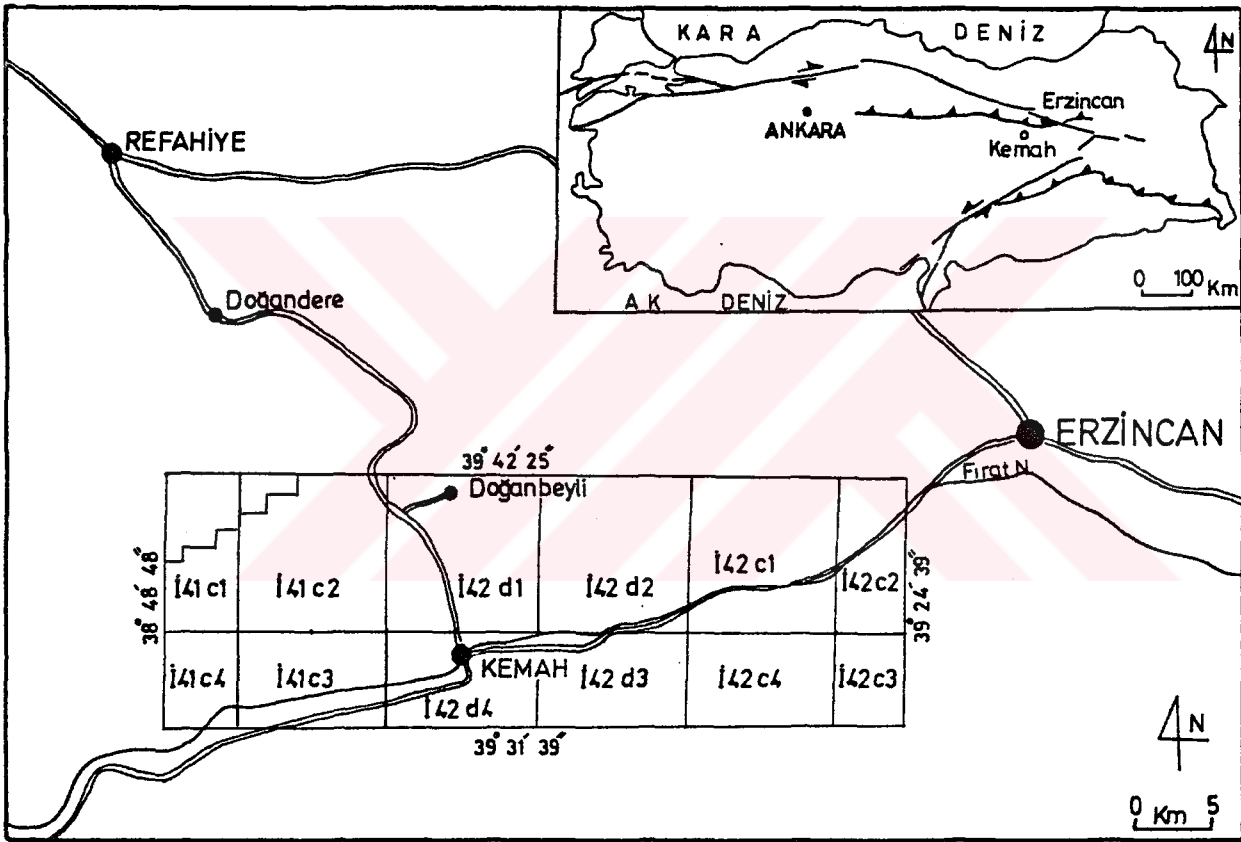 KARA DENİZ
N
Erzincan
ANKARA
Kemah
AK DENİZ
0 100 Km
REFAHİYE
Doğandere
ERZİNCAN
Fırat N.
39° 42' 25"
Doğanbeyli
38° 48' 48"
39° 24' 39"
İ41 c1
İ41 c2
İ42 d1
İ42 d2
İ42 c1
İ42 c2
KEMAH
İ41 c4
İ41 c3
İ42 d4
İ42 d3
İ42 c4
İ42 c3
39° 31' 39"
N
0 Km 5